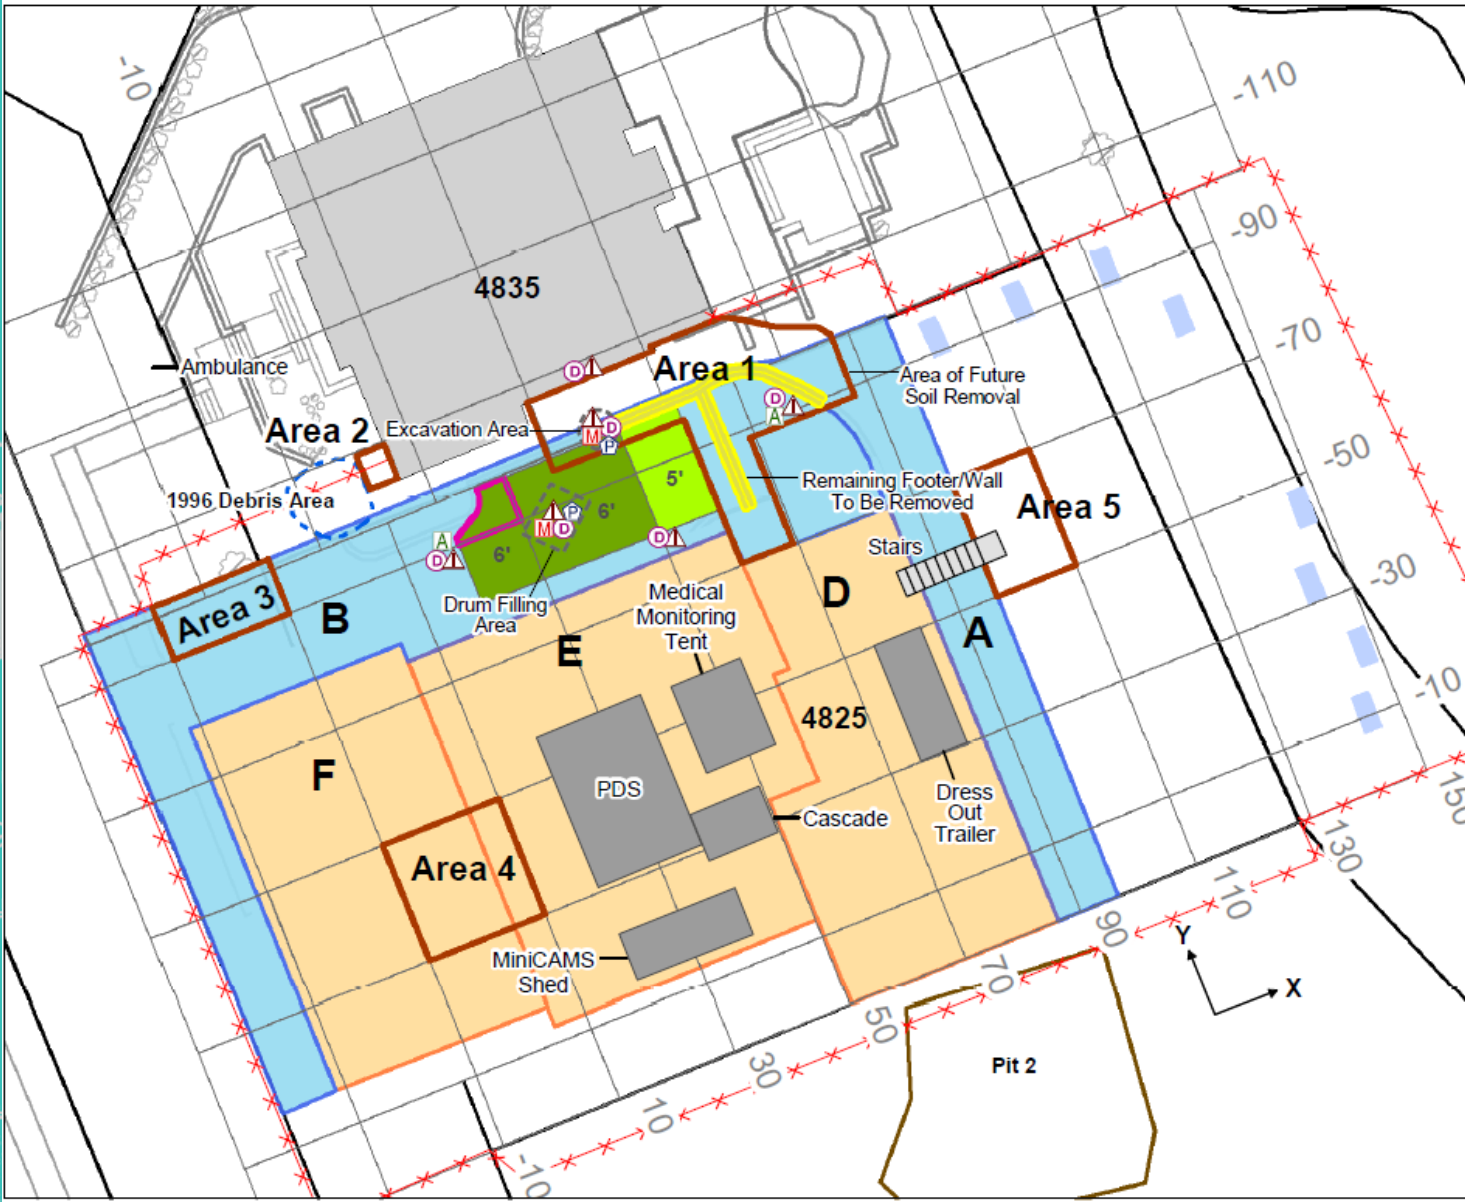 -10
-110
-90
4835
-70
Ambulance
Area 1
Area of Future
Soil Removal
D
D
A
Area 2
Excavation Area
M
D
P
-50
5'
Remaining Footer/Wall
To Be Removed
1996 Debris Area
6'
P
M
D
Area 5
A
D
6'
D
Stairs
-30
Area 3
B
Drum Filling
Area
Medical
Monitoring
Tent
D
E
A
-10
4825
F
PDS
Cascade
Dress
Out
Trailer
150
130
Area 4
110
MiniCAMS
Shed
90
70
Y
X
50
30
Pit 2
10
-10